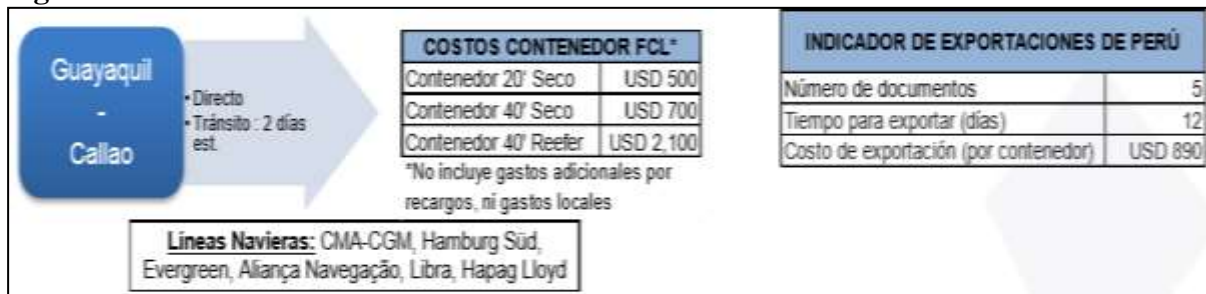 Guayaquil
-
Callao
• Directo
• Tránsito : 2 días
est.
COSTOS CONTENEDOR FCL*
Contenedor 20' Seco USD 500
Contenedor 40' Seco USD 700
Contenedor 40' Reefer USD 2,100
*No incluye gastos adicionales por
recargos, ni gastos locales
Líneas Navieras: CMA-CGM, Hamburg Süd,
Evergreen, Aliança Navegação, Libra, Hapag Lloyd
INDICADOR DE EXPORTACIONES DE PERÚ
Número de documentos 5
Tiempo para exportar (días) 12
Costo de exportación (por contenedor) USD 890